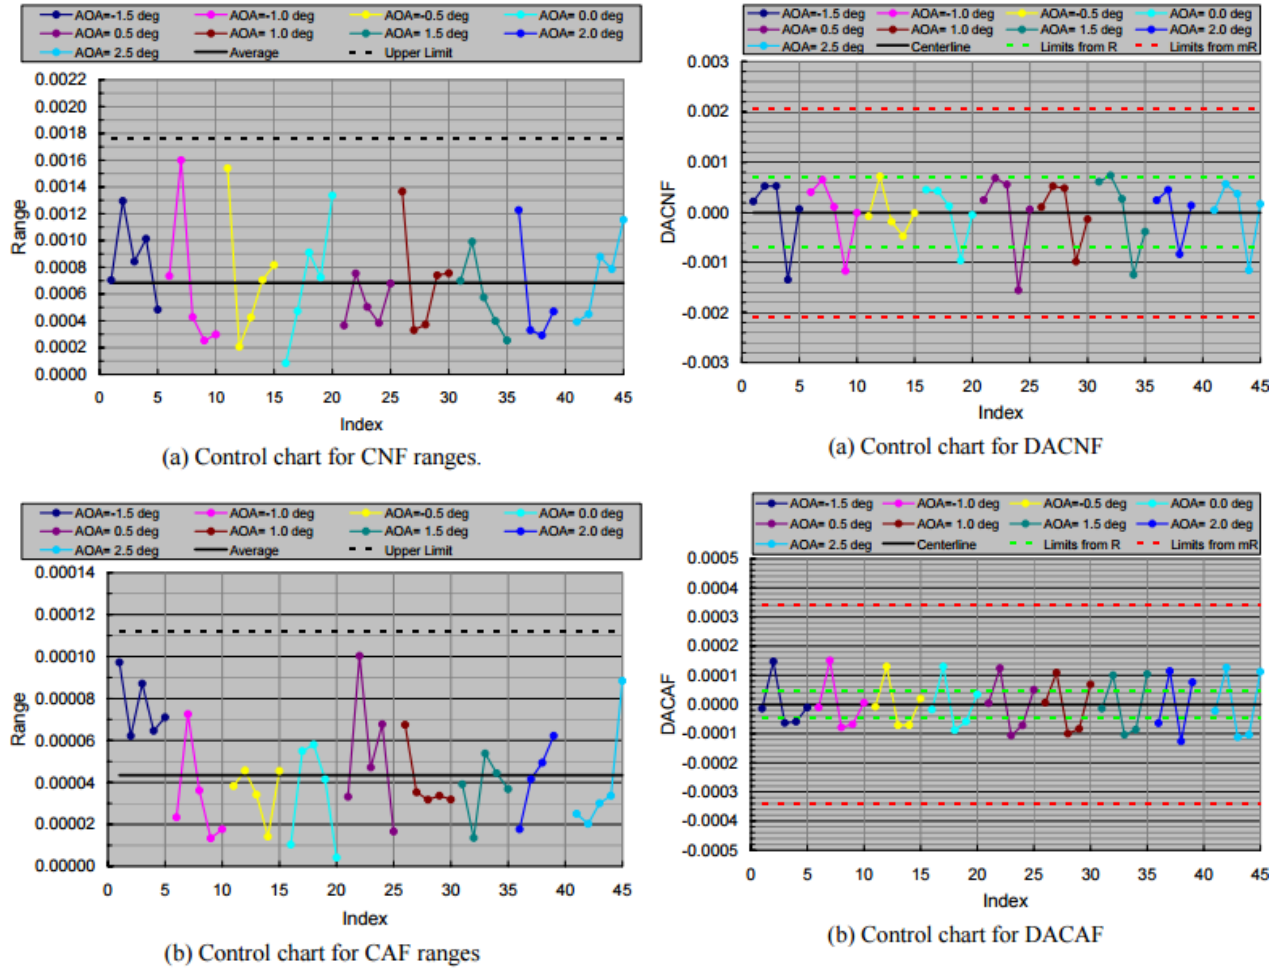 AOA=-1.5 deg AOA=-1.0 deg AOA=-0.5 deg AOA= 0.0 deg
AOA= 0.5 deg AOA= 1.0 deg AOA= 1.5 deg AOA= 2.0 deg
AOA= 2.5 deg Average Upper Limit
0.0022
0.0020
0.0018
0.0016
0.0014
0.0012
0.0010
0.0008
0.0006
0.0004
0.0002
0.0000
Range
0 5 10 15 20 25 30 35 40 45
Index
(a) Control chart for CNF ranges.
AOA=-1.5 deg AOA=-1.0 deg AOA=-0.5 deg AOA= 0.0 deg
AOA= 0.5 deg AOA= 1.0 deg AOA= 1.5 deg AOA= 2.0 deg
AOA= 2.5 deg Centerline Limits from R Limits from mR
0.003
0.002
0.001
0.000
-0.001
-0.002
-0.003
DACNF
0 5 10 15 20 25 30 35 40 45
Index
(a) Control chart for DACNF
AOA=-1.5 deg AOA=-1.0 deg AOA=-0.5 deg AOA= 0.0 deg
AOA= 0.5 deg AOA= 1.0 deg AOA= 1.5 deg AOA= 2.0 deg
AOA= 2.5 deg Average Upper Limit
0.00014
0.00012
0.00010
0.00008
0.00006
0.00004
0.00002
0.00000
Range
0 5 10 15 20 25 30 35 40 45
Index
(b) Control chart for CAF ranges
AOA=-1.5 deg AOA=-1.0 deg AOA=-0.5 deg AOA= 0.0 deg
AOA= 0.5 deg AOA= 1.0 deg AOA= 1.5 deg AOA= 2.0 deg
AOA= 2.5 deg Centerline Limits from R Limits from mR
0.0005
0.0004
0.0003
0.0002
0.0001
0.0000
-0.0001
-0.0002
-0.0003
-0.0004
-0.0005
DACAF
0 5 10 15 20 25 30 35 40 45
Index
(b) Control chart for DACAF